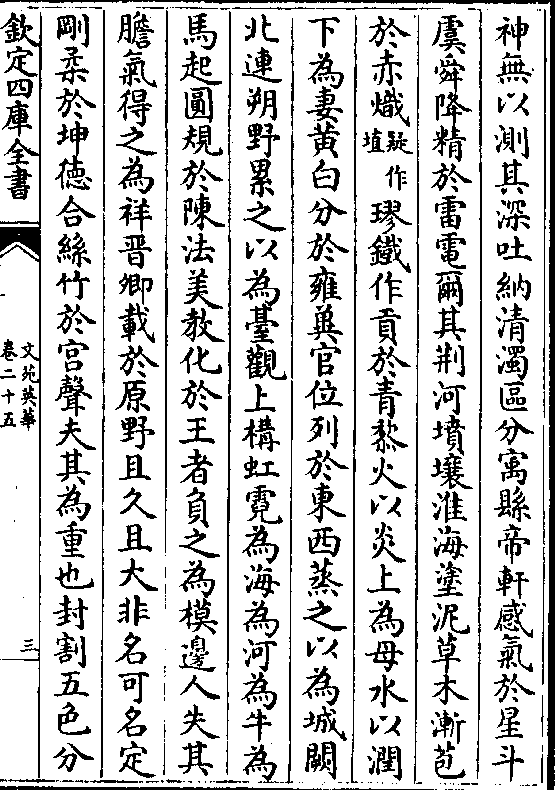 神無以測其深吐納清濁區分寓縣帝軒感氣於星斗
虞舜降精於雷電爾其荆河墳壤淮海塗泥草木漸苞
於赤熾疑作埴璆鐵作貢於青黎火以炎上為母水以潤
下為妻黃白分於雍冀官位列於東西蒸之以為城闕
北連朔野累之以為臺觀上構虹霓為海為河為牛為
馬起圓規於陳法美教化於王者負之為模邊人失其
膽氣得之為祥晋卿載於原野且久且大非名可名定
剛柔於坤德合絲竹於宫聲夫其為重也封割五色分
欽定四庫全書
文苑英華
卷二十五
三